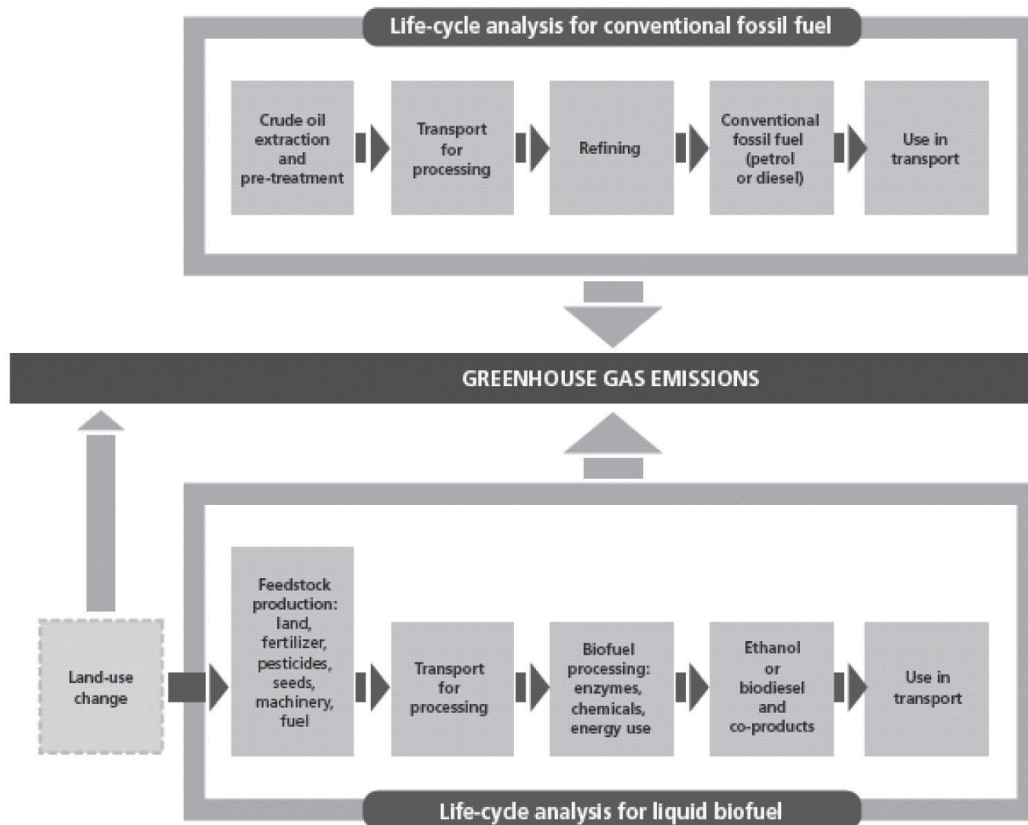 Life-cycle analysis for conventional fossil fuel
Crude oil
extraction
and
pre-treatment
Transport
for
processing
Refining
Conventional
fossil fuel
(petrol
or diesel)
Use in
transport
GREENHOUSE GAS EMISSIONS
Land-use
change
Feedstock
production:
land,
fertilizer,
pesticides,
seeds,
machinery,
fuel
Transport
for
processing
Biofuel
processing:
enzymes,
chemicals,
energy use
Ethanol
or
biodiesel
and
co-products
Use in
transport
Life-cycle analysis for liquid biofuel